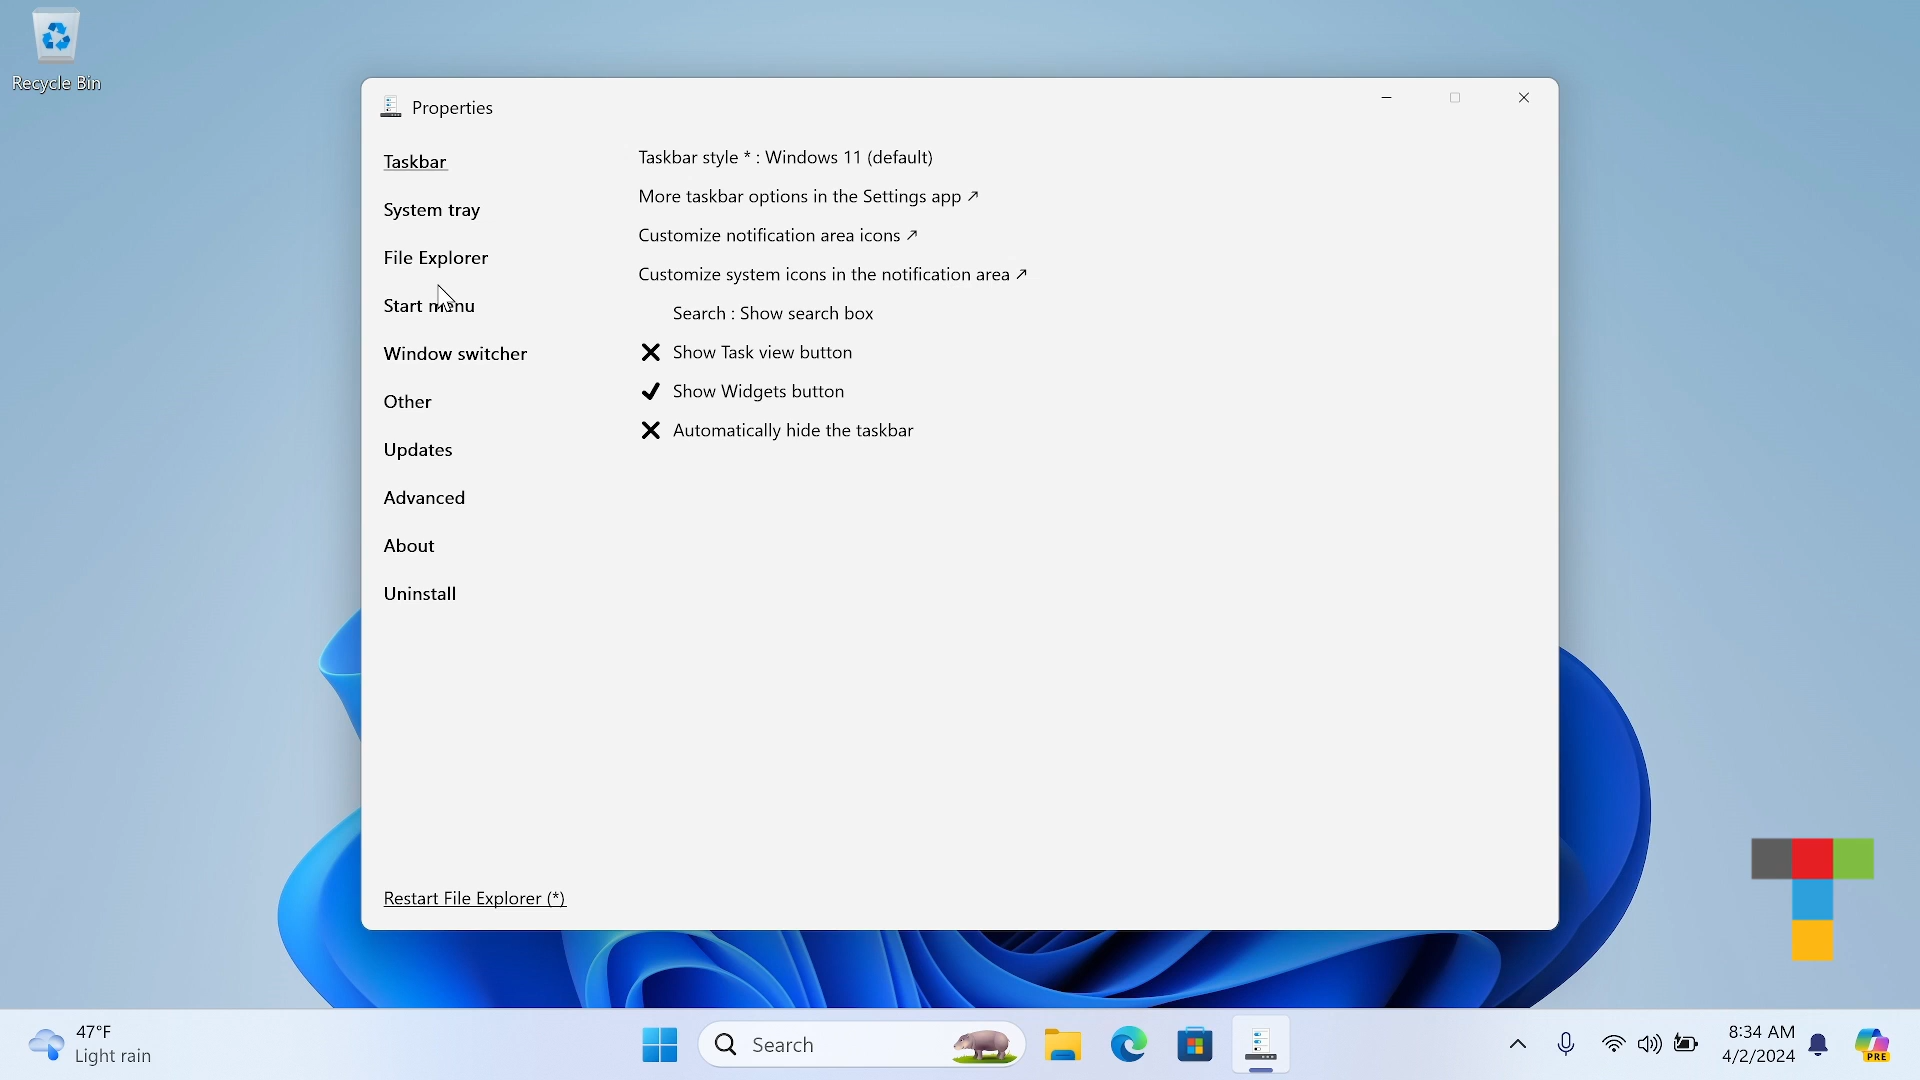 Recycle Bin
Properties
Taskbar
System tray
File Explorer
Start menu
Window switcher
Other
Updates
Advanced
About
Uninstall
Restart File Explorer (*)
Taskbar style * : Windows 11 (default)
More taskbar options in the Settings app ↗
Customize notification area icons ↗
Customize system icons in the notification area ↗
Search : Show search box
Show Task view button
Show Widgets button
Automatically hide the taskbar
47°F
Light rain
Search
8:34 AM
4/2/2024
PRE